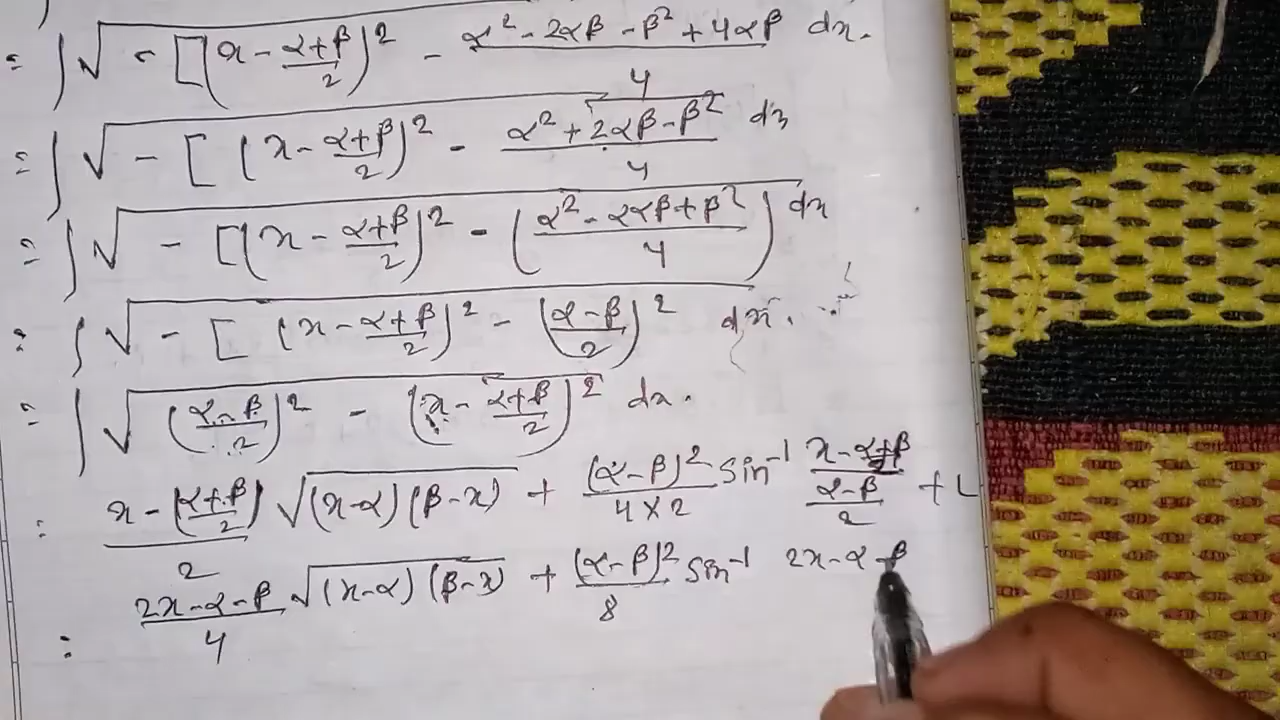 = ∫ √ - [(x - (α+β)/2)² - (α² - 2αβ - β² + 4αβ)/4 dx.
= ∫ √ - [(x - (α+β)/2)² - (α² + 2αβ - β²)/4 dx
= ∫ √ - [(x - (α+β)/2)² - ((α² - 2αβ + β²)/4) dx
= ∫ √ - [(x - (α+β)/2)² - ((α-β)/2)² dx.
= ∫ √ ((α-β)/2)² - (x - (α+β)/2)² dx.
= (x - ((α+β)/2))/2 √(x-α)(β-x) + (α-β)²/(4×2) sin⁻¹ (x - (α+β)/2)/((α-β)/2) + C
= (2x-α-β)/4 √(x-α)(β-x) + (α-β)²/8 sin⁻¹ 2x-α-β